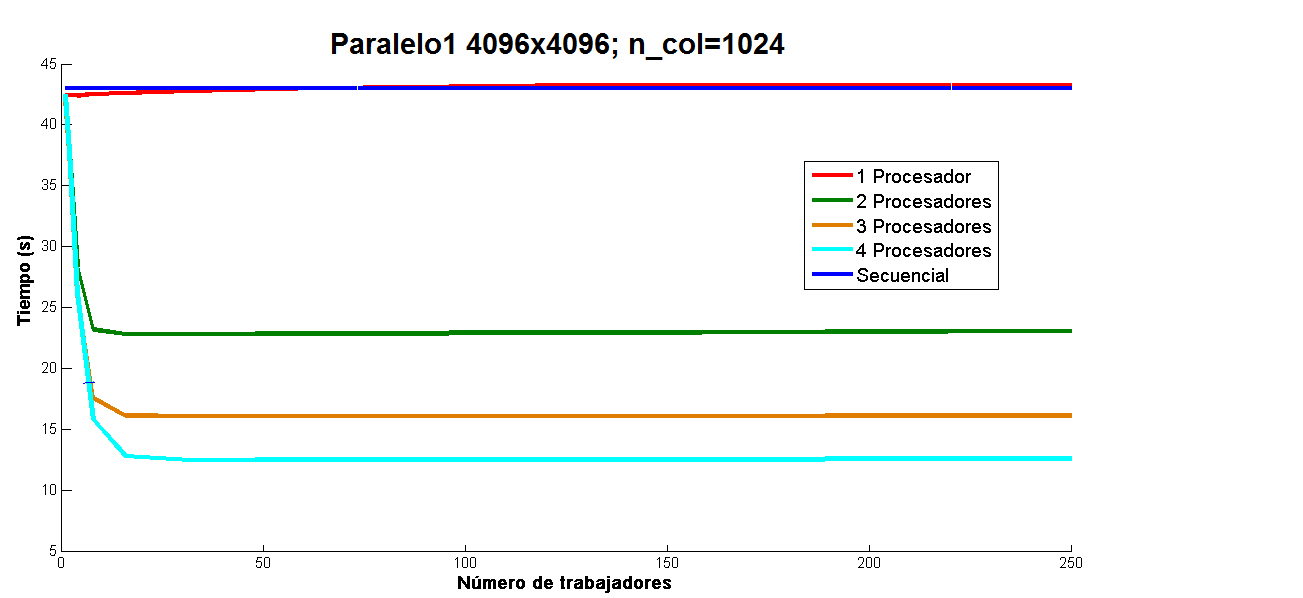 Paralelo1 4096x4096; n_col=1024
45
40
35
30
25
20
15
10
5
Tiempo (s)
1 Procesador
2 Procesadores
3 Procesadores
4 Procesadores
Secuencial
0 50 100 150 200 250
Número de trabajadores